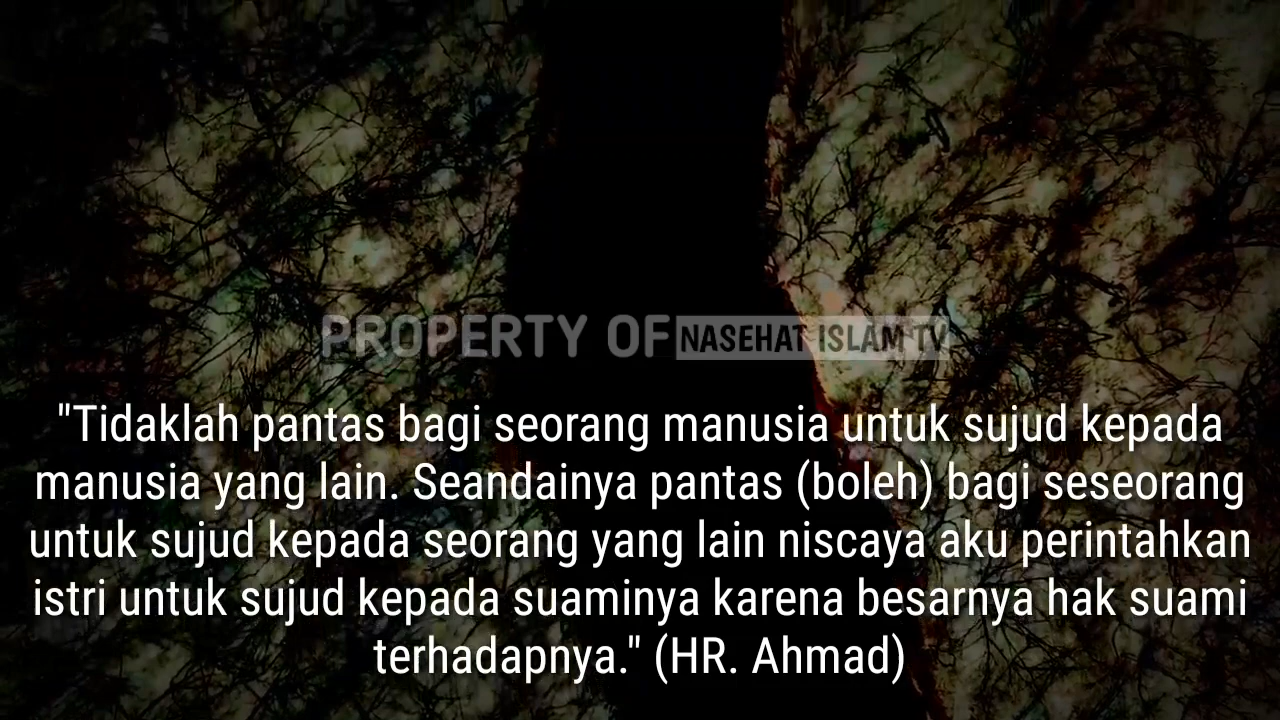 PROPERTY OF NASEHAT ISLAM TV
"Tidaklah pantas bagi seorang manusia untuk sujud kepada
manusia yang lain. Seandainya pantas (boleh) bagi seseorang
untuk sujud kepada seorang yang lain niscaya aku perintahkan
istri untuk sujud kepada suaminya karena besarnya hak suami
terhadapnya." (HR. Ahmad)